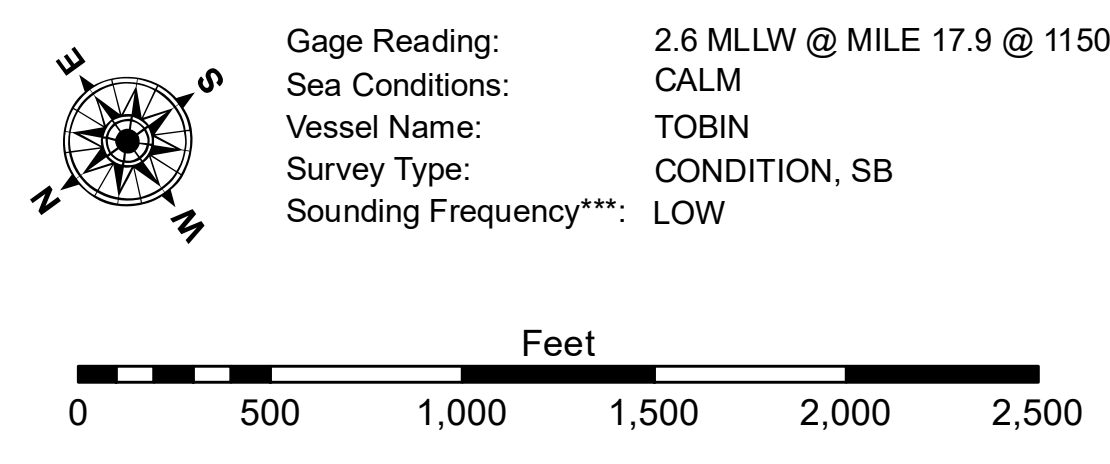 E
S
N
W
Gage Reading: 2.6 MLLW @ MILE 17.9 @ 1150
Sea Conditions: CALM
Vessel Name: TOBIN
Survey Type: CONDITION, SB
Sounding Frequency***: LOW
Feet
0 500 1,000 1,500 2,000 2,500